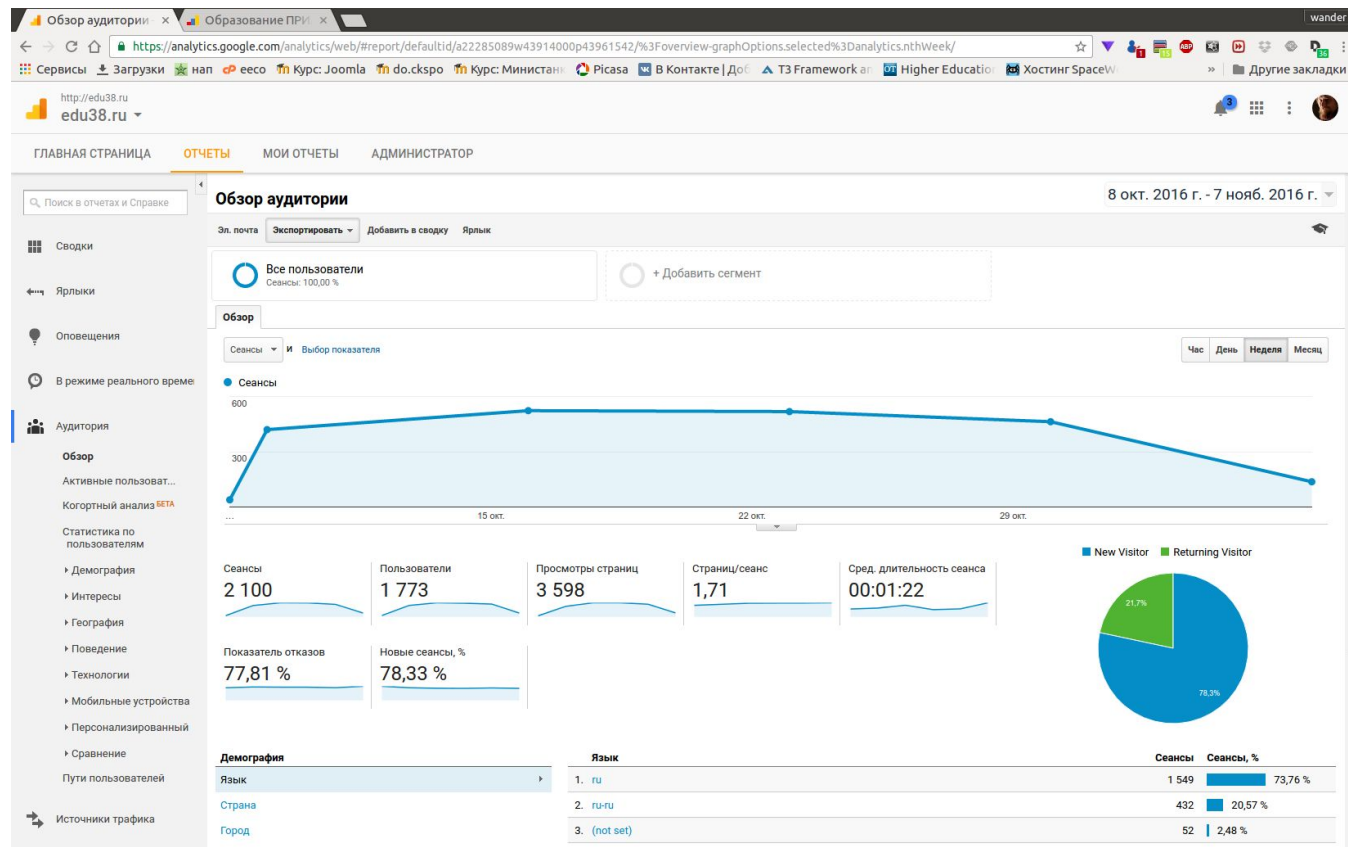 Обзор аудитории
Образование ПРИ
wander
https://analytics.google.com/analytics/web/#report/defaultid/a22285089w43914000p43961542/%3Foverview-graphOptions.selected%3Danalytics.nthWeek/
Сервисы Загрузки нап eeco Курс: Joomla do.ckspo Курс: Министан Picasa В Контакте | Доб T3 Framework an Higher Education Хостинг SpaceW » Другие закладки
http://edu38.ru
edu38.ru
3
ГЛАВНАЯ СТРАНИЦА ОТЧЕТЫ МОИ ОТЧЕТЫ АДМИНИСТРАТОР
Поиск в отчетах и Справке
Сводки
Ярлыки
Оповещения
В режиме реального време
Аудитория
Обзор
Активные пользоват...
Когортный анализ БЕТА
Статистика по
пользователям
Демография
Интересы
География
Поведение
Технологии
Мобильные устройства
Персонализированный
Сравнение
Пути пользователей
Источники трафика
Обзор аудитории
8 окт. 2016 г. - 7 нояб. 2016 г.
Эл. почта Экспортировать Добавить в сводку Ярлык
Все пользователи
Сеансы: 100,00 %
+ Добавить сегмент
Обзор
Сеансы и Выбор показателя
Час День Неделя Месяц
Сеансы
600
300
... 15 окт. 22 окт. 29 окт.
New Visitor Returning Visitor
21,7%
78,3%
Сеансы Пользователи Просмотры страниц Страниц/сеанс Сред. длительность сеанса
2 100 1 773 3 598 1,71 00:01:22
Показатель отказов Новые сеансы, %
77,81 % 78,33 %
Демография Язык Сеансы Сеансы, %
Язык 1. ru 1 549 73,76 %
Страна 2. ru-ru 432 20,57 %
Город 3. (not set) 52 2,48 %